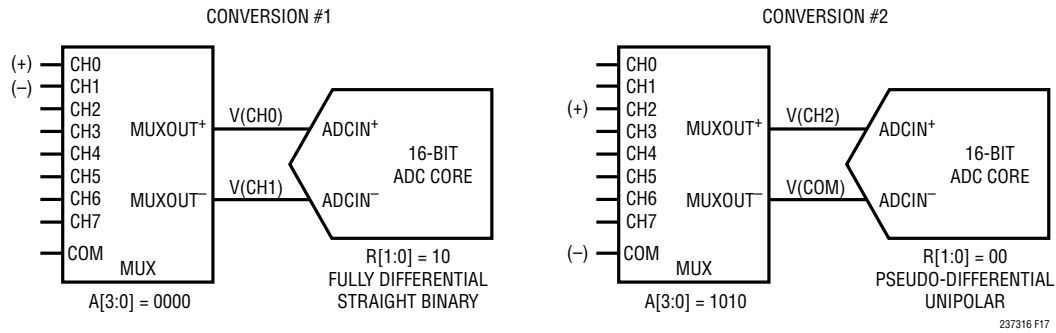 CONVERSION #1
(+)
(–)
CH0
CH1
CH2
CH3
CH4
CH5
CH6
CH7
COM
MUXOUT+
MUXOUT–
MUX
A[3:0] = 0000
V(CH0)
V(CH1)
ADCIN+
ADCIN–
16-BIT
ADC CORE
R[1:0] = 10
FULLY DIFFERENTIAL
STRAIGHT BINARY
CONVERSION #2
(+)
(–)
CH0
CH1
CH2
CH3
CH4
CH5
CH6
CH7
COM
MUXOUT+
MUXOUT–
MUX
A[3:0] = 1010
V(CH2)
V(COM)
ADCIN+
ADCIN–
16-BIT
ADC CORE
R[1:0] = 00
PSEUDO-DIFFERENTIAL
UNIPOLAR
237316 F17